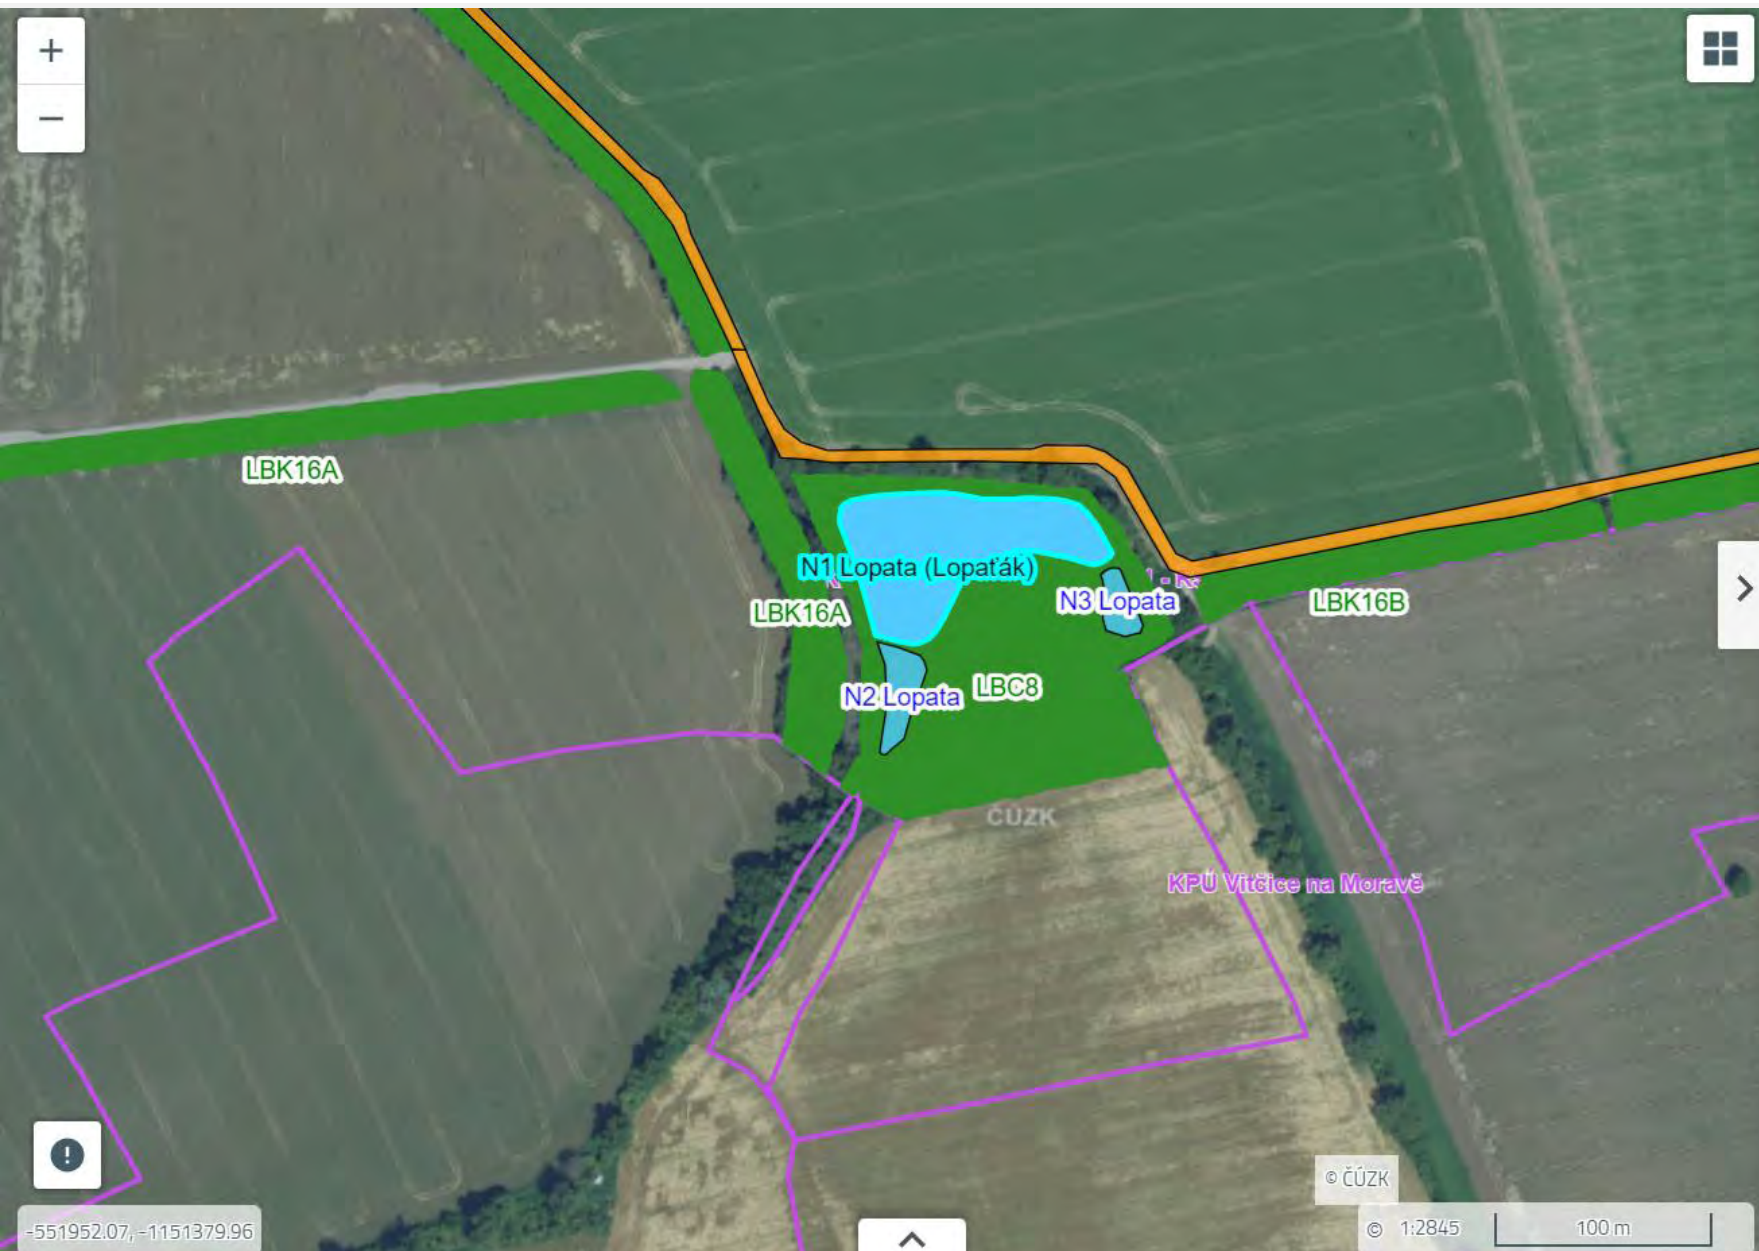 +
−
LBK16A
N1 Lopata (Lopaťák)
N3 Lopata
LBK16A
LBK16B
N2 Lopata
LBC8
ČÚZK
KPÚ Vitčice na Moravě
© ČÚZK
-551952.07, -1151379.96
© 1:2845
100 m